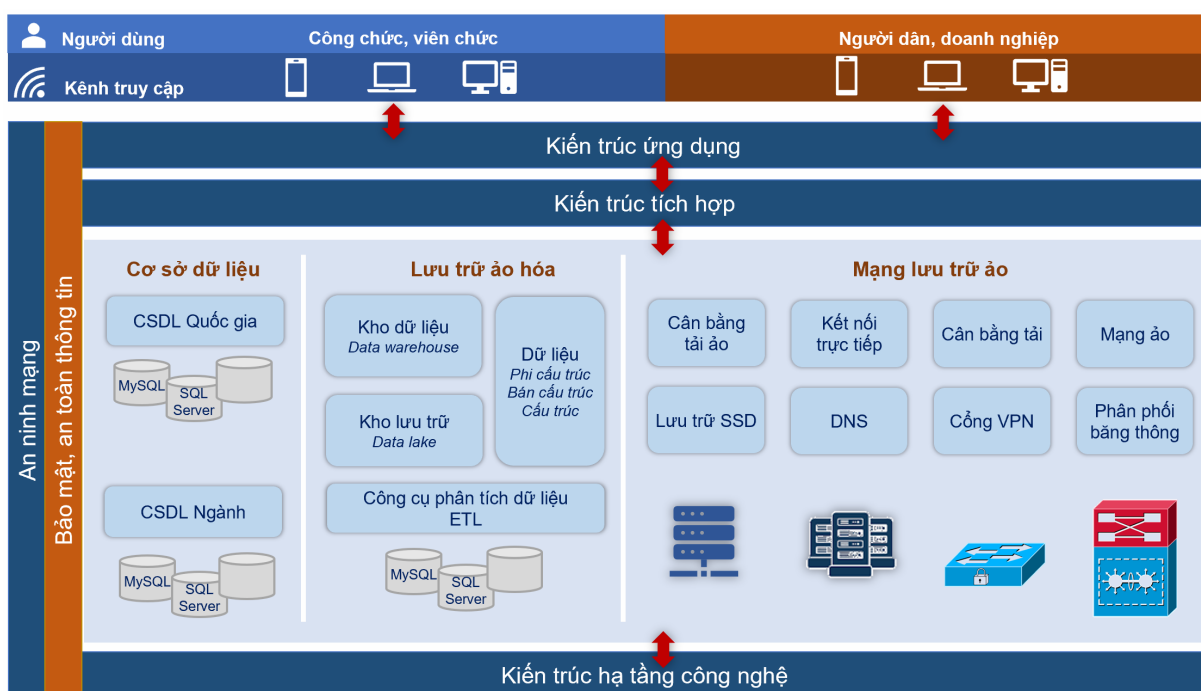 Người dùng
Công chức, viên chức
Người dân, doanh nghiệp
Kênh truy cập
An ninh mạng
Bảo mật, an toàn thông tin
Kiến trúc ứng dụng
Kiến trúc tích hợp
Cơ sở dữ liệu
CSDL Quốc gia
MySQL
SQL
Server
CSDL Ngành
MySQL
SQL
Server
Lưu trữ ảo hóa
Kho dữ liệu
Data warehouse
Kho lưu trữ
Data lake
Dữ liệu
Phi cấu trúc
Bán cấu trúc
Cấu trúc
Công cụ phân tích dữ liệu
ETL
MySQL
SQL
Server
Mạng lưu trữ ảo
Cân bằng
tải ảo
Kết nối
trực tiếp
Cân bằng tải
Mạng ảo
Lưu trữ SSD
DNS
Cổng VPN
Phân phối
băng thông
Kiến trúc hạ tầng công nghệ